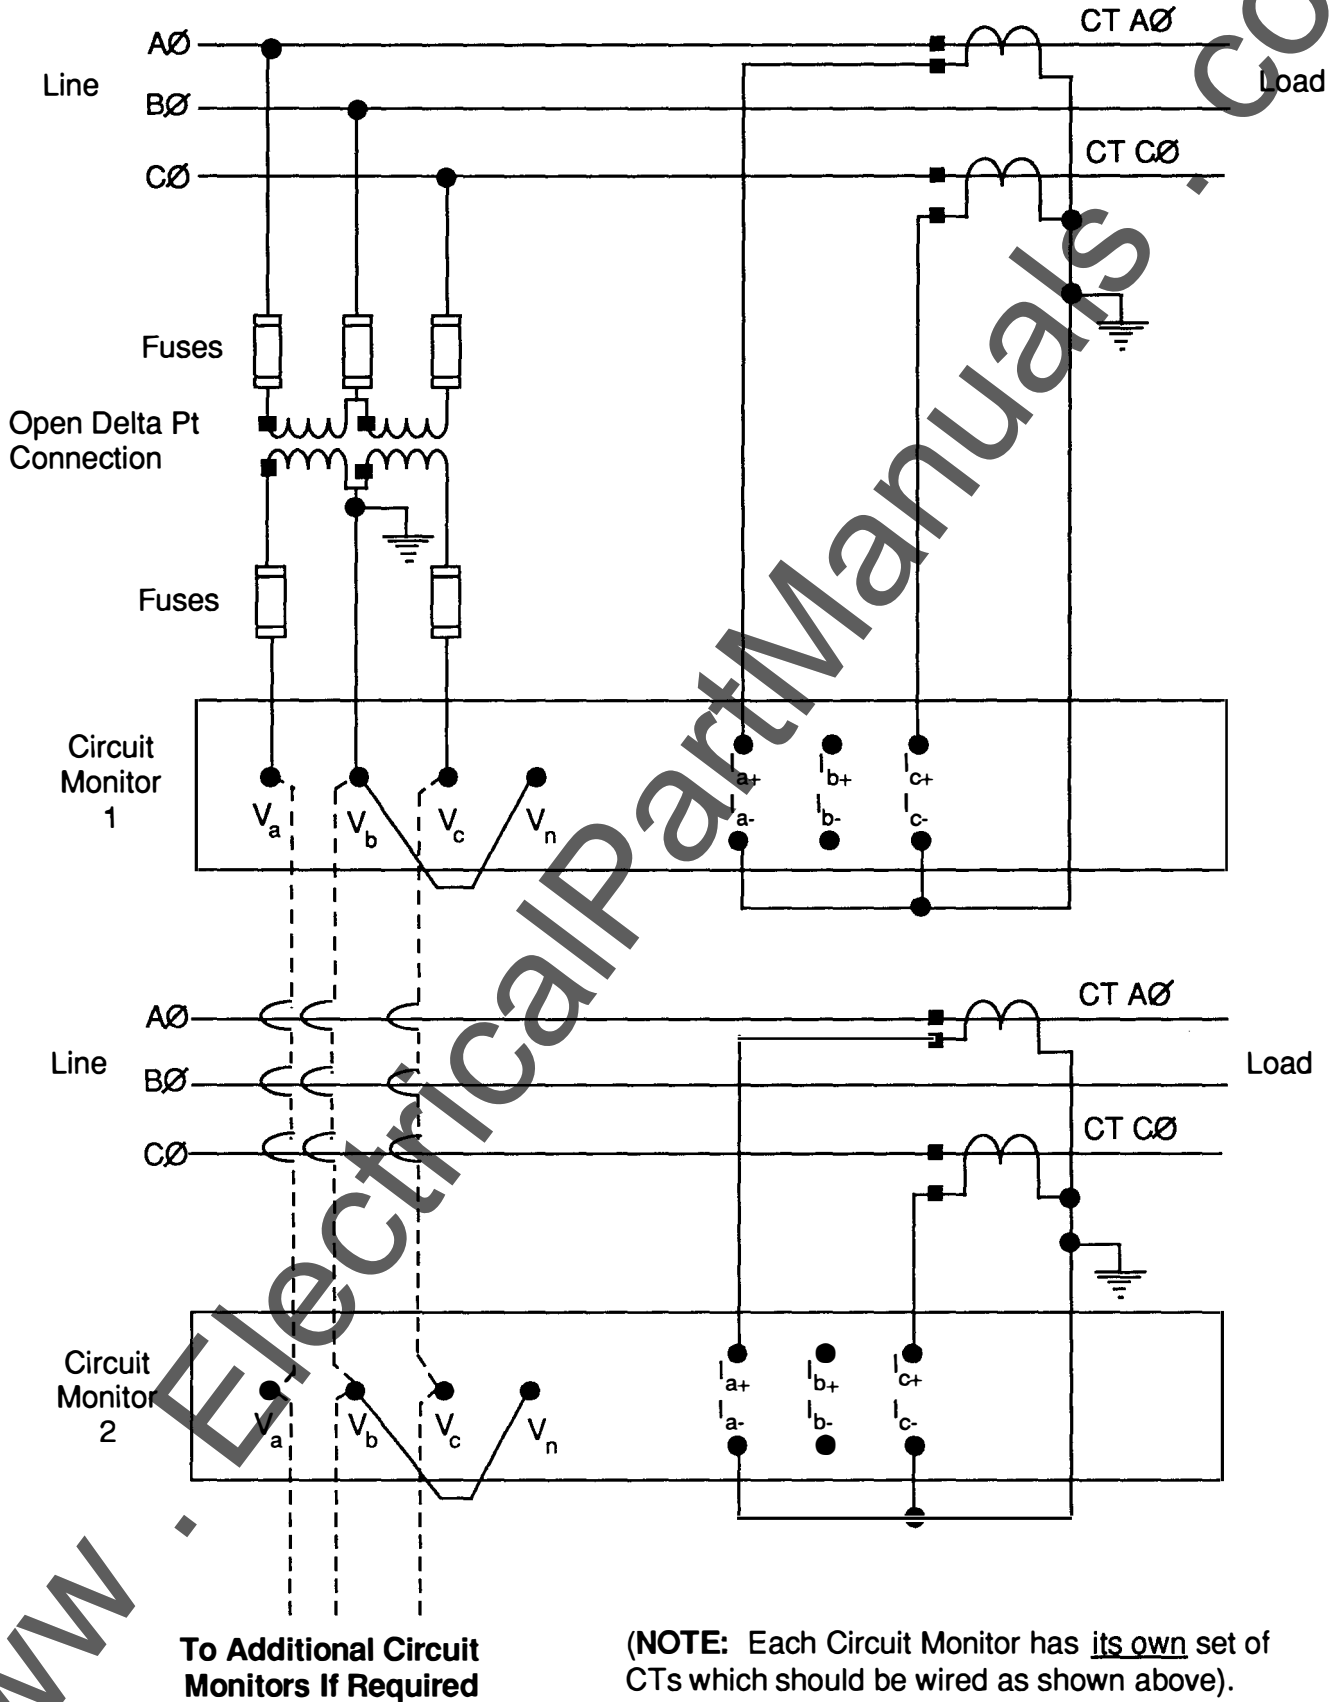 AØ
CT AØ
Line
Load
BØ
CØ
CT CØ
Fuses
Open Delta Pt
Connection
Fuses
Circuit
Monitor
1
Va
Vb
Vc
Vn
Ia+
Ib+
Ic+
Ia-
Ib-
Ic-
AØ
CT AØ
Line
Load
BØ
CØ
CT CØ
Circuit
Monitor
2
Va
Vb
Vc
Vn
Ia+
Ib+
Ic+
Ia-
Ib-
Ic-
To Additional Circuit
Monitors If Required
(NOTE: Each Circuit Monitor has its own set of
CTs which should be wired as shown above).
ww . ElectricalPartManuals . co